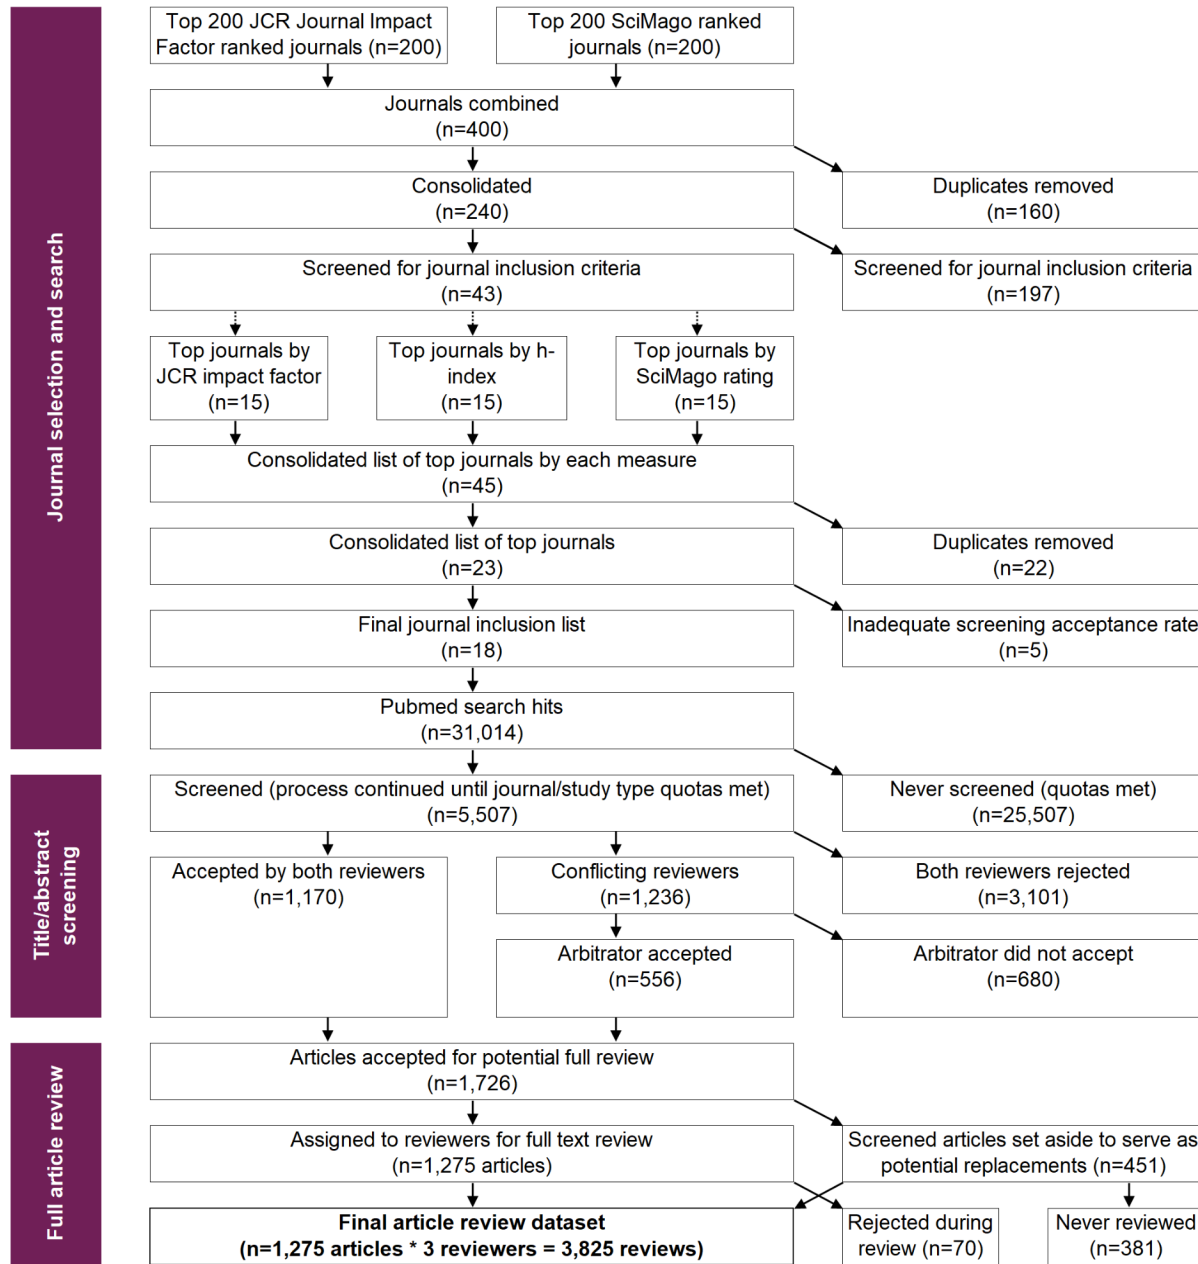 Journal selection and search
Top 200 JCR Journal Impact
Factor ranked journals (n=200)
Top 200 SciMago ranked
journals (n=200)
Journals combined
(n=400)
Consolidated
(n=240)
Duplicates removed
(n=160)
Screened for journal inclusion criteria
(n=43)
Screened for journal inclusion criteria
(n=197)
Top journals by
JCR impact factor
(n=15)
Top journals by h-
index
(n=15)
Top journals by
SciMago rating
(n=15)
Consolidated list of top journals by each measure
(n=45)
Consolidated list of top journals
(n=23)
Duplicates removed
(n=22)
Final journal inclusion list
(n=18)
Inadequate screening acceptance rate
(n=5)
Pubmed search hits
(n=31,014)
Title/abstract
screening
Screened (process continued until journal/study type quotas met)
(n=5,507)
Never screened (quotas met)
(n=25,507)
Accepted by both reviewers
(n=1,170)
Conflicting reviewers
(n=1,236)
Both reviewers rejected
(n=3,101)
Arbitrator accepted
(n=556)
Arbitrator did not accept
(n=680)
Full article review
Articles accepted for potential full review
(n=1,726)
Assigned to reviewers for full text review
(n=1,275 articles)
Screened articles set aside to serve as
potential replacements (n=451)
Final article review dataset
(n=1,275 articles * 3 reviewers = 3,825 reviews)
Rejected during
review (n=70)
Never reviewed
(n=381)